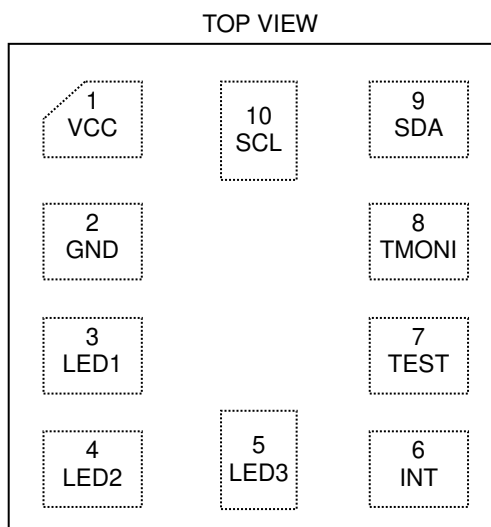 TOP VIEW
1
VCC
10
SCL
9
SDA
2
GND
8
TMONI
3
LED1
7
TEST
4
LED2
5
LED3
6
INT